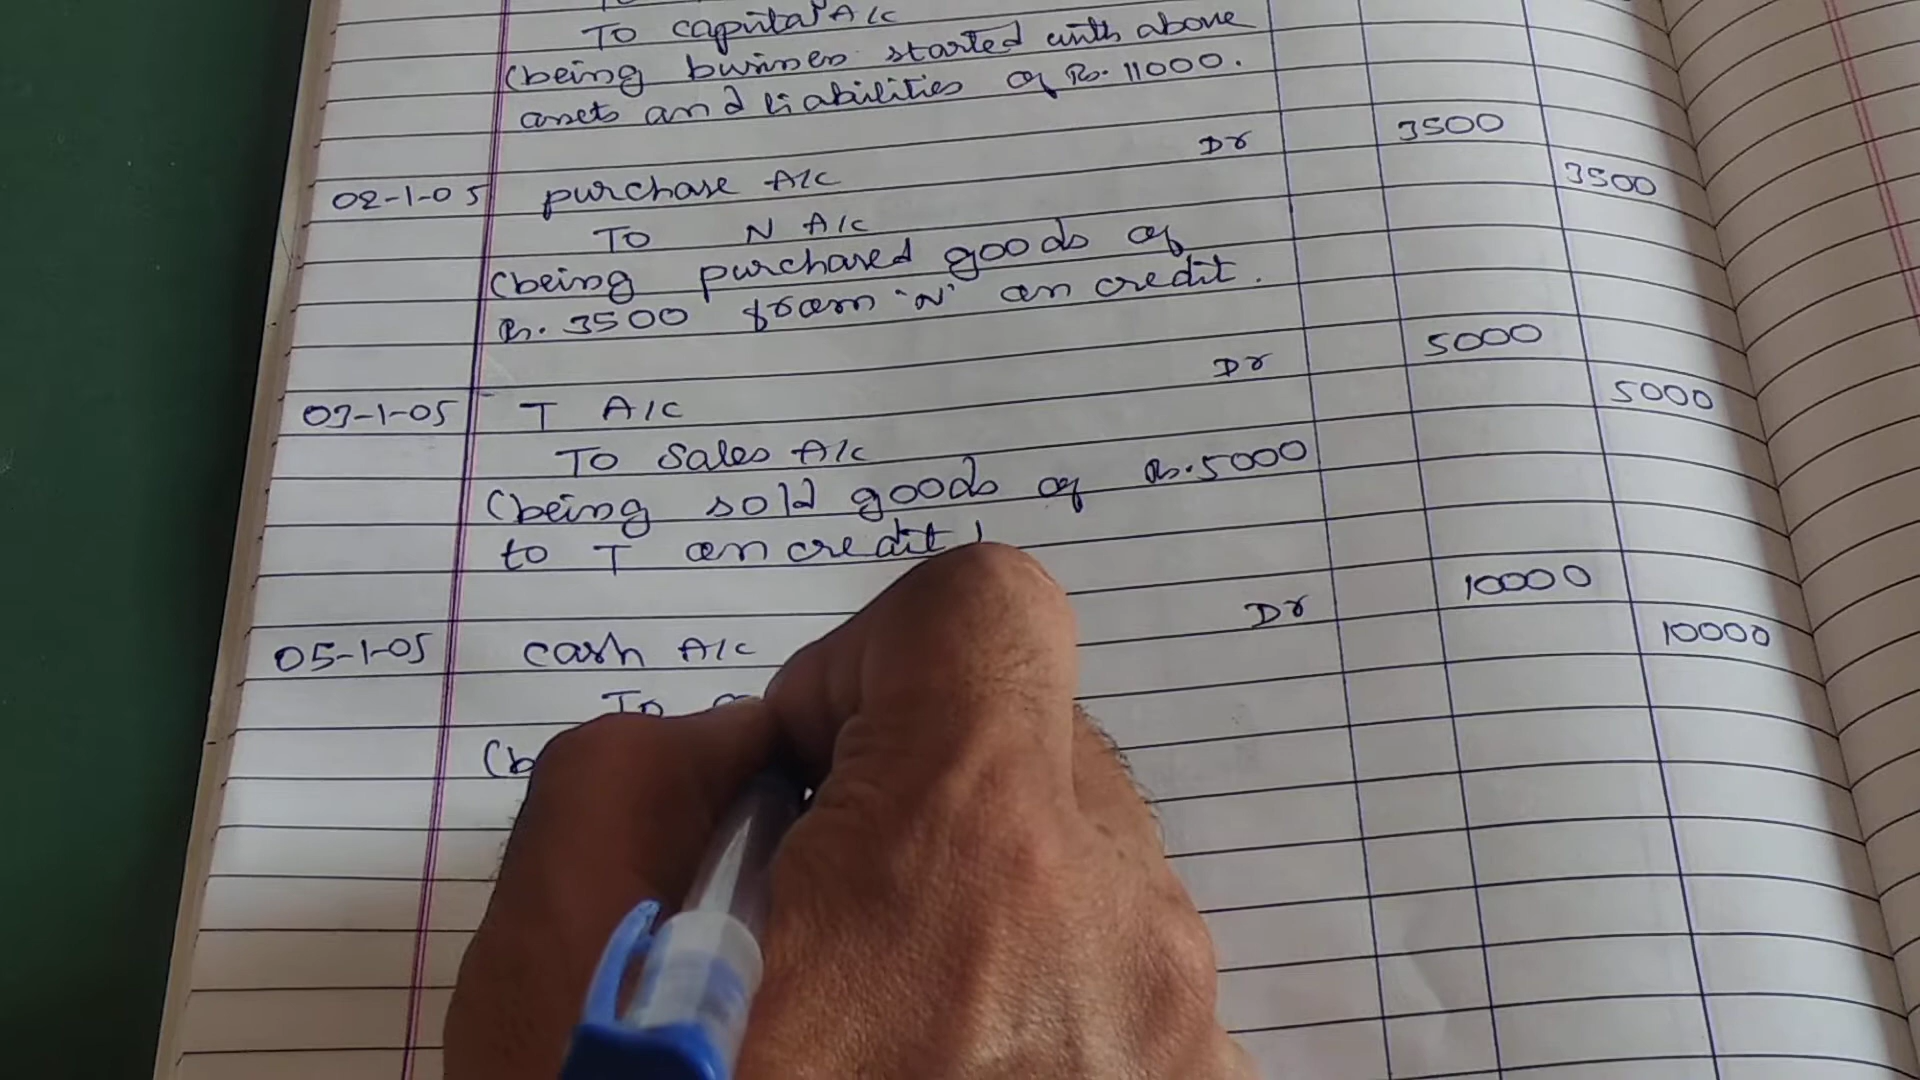 To capital A/c
(being business started with above
assets and liabilities of Rs. 11000.
02-1-05 purchase A/c Dr 3500
To N A/c 3500
(being purchased goods of
Rs. 3500 from "N" on credit.
03-1-05 T A/c Dr 5000
To Sales A/c 5000
(being sold goods of Rs. 5000
to T on credit)
05-1-05 cash A/c Dr 10000
To 10000
(b